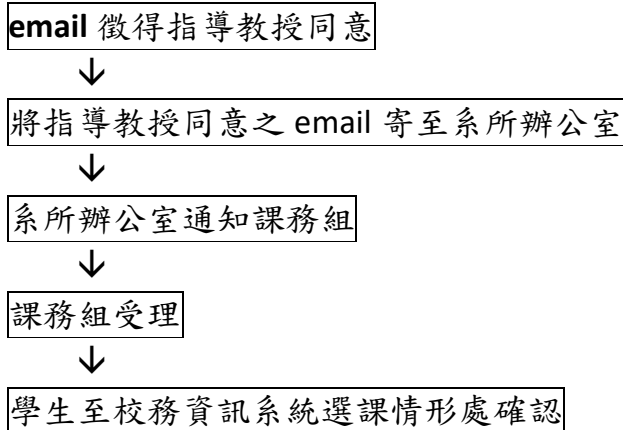 email 徵得指導教授同意
↓
將指導教授同意之 email 寄至系所辦公室
↓
系所辦公室通知課務組
↓
課務組受理
↓
學生至校務資訊系統選課情形處確認